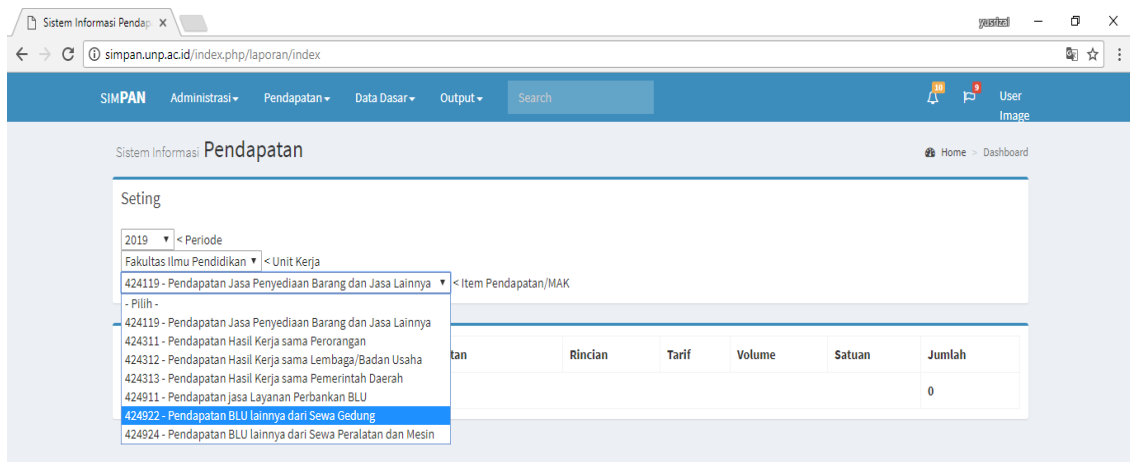 Sistem Informasi Pendap
yusrizal
simpan.unp.ac.id/index.php/laporan/index
SIMPAN Administrasi Pendapatan Data Dasar Output Search 10 9 User Image
Sistem Informasi Pendapatan Home > Dashboard
Seting
2019 < Periode
Fakultas Ilmu Pendidikan < Unit Kerja
424119 - Pendapatan Jasa Penyediaan Barang dan Jasa Lainnya < Item Pendapatan/MAK
- Pilih -
424119 - Pendapatan Jasa Penyediaan Barang dan Jasa Lainnya
424311 - Pendapatan Hasil Kerja sama Perorangan
424312 - Pendapatan Hasil Kerja sama Lembaga/Badan Usaha
424313 - Pendapatan Hasil Kerja sama Pemerintah Daerah
424911 - Pendapatan jasa Layanan Perbankan BLU
424922 - Pendapatan BLU lainnya dari Sewa Gedung
424924 - Pendapatan BLU lainnya dari Sewa Peralatan dan Mesin
tan Rincian Tarif Volume Satuan Jumlah
0